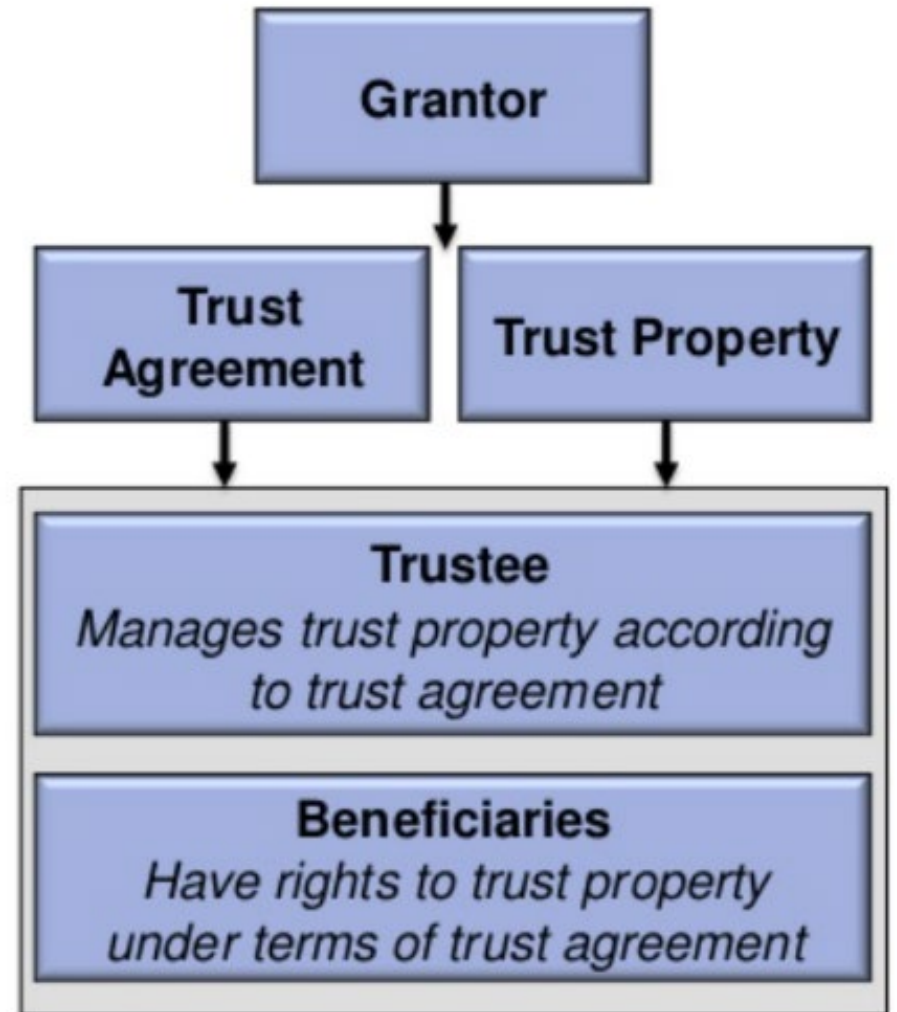 Grantor
Trust
Agreement
Trust Property
Trustee
Manages trust property according
to trust agreement
Beneficiaries
Have rights to trust property
under terms of trust agreement